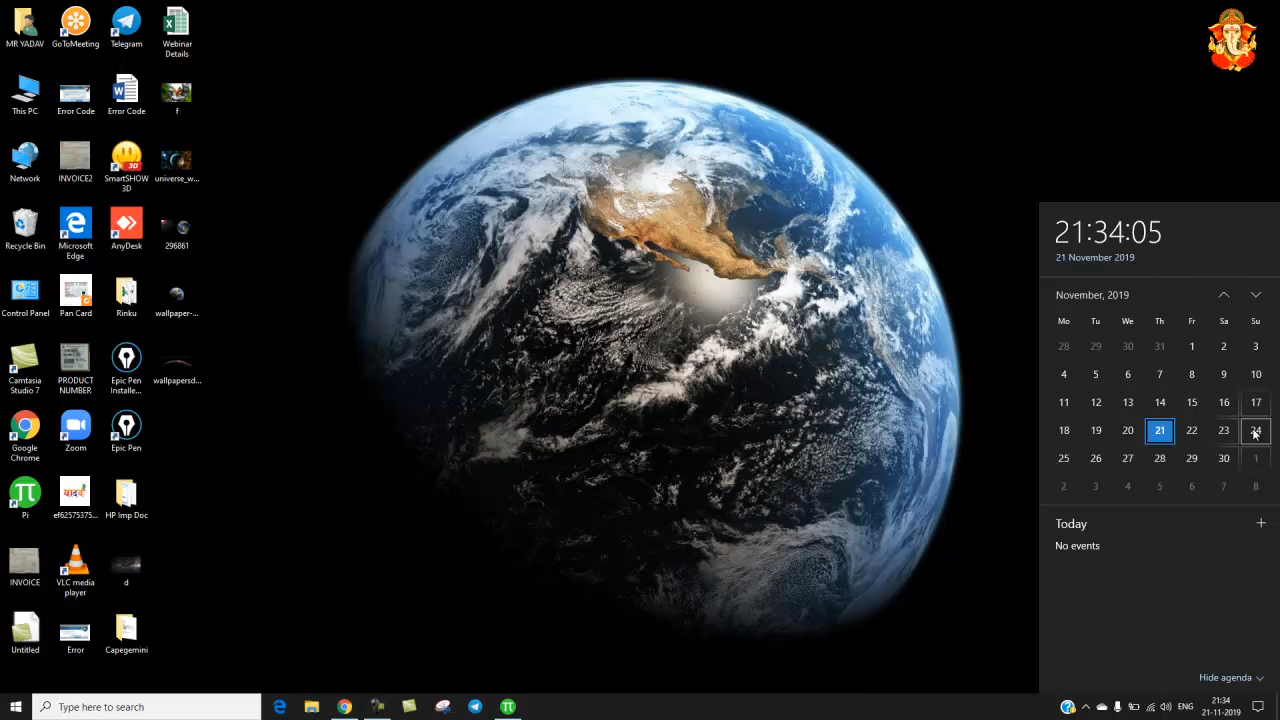 MR YADAV
GoToMeeting
Telegram
Webinar
Details
This PC
Error Code
Error Code
f
Network
INVOICE2
SmartSHOW
3D
universe_w...
Recycle Bin
Microsoft
Edge
AnyDesk
296861
Control Panel
Pan Card
Rinku
wallpaper-...
Camtasia
Studio 7
PRODUCT
NUMBER
Epic Pen
Installe...
wallpapersd...
Google
Chrome
Zoom
Epic Pen
Pi
यादव
ef62575375...
HP Imp Doc
INVOICE
VLC media
player
d
Untitled
Error
Capegemini
21:34:05
21 November 2019
November, 2019
Mo Tu We Th Fr Sa Su
28 29 30 31 1 2 3
4 5 6 7 8 9 10
11 12 13 14 15 16 17
18 19 20 21 22 23 24
25 26 27 28 29 30 1
2 3 4 5 6 7 8
Today
No events
Hide agenda
Type here to search
ENG
21:34
21-11-2019